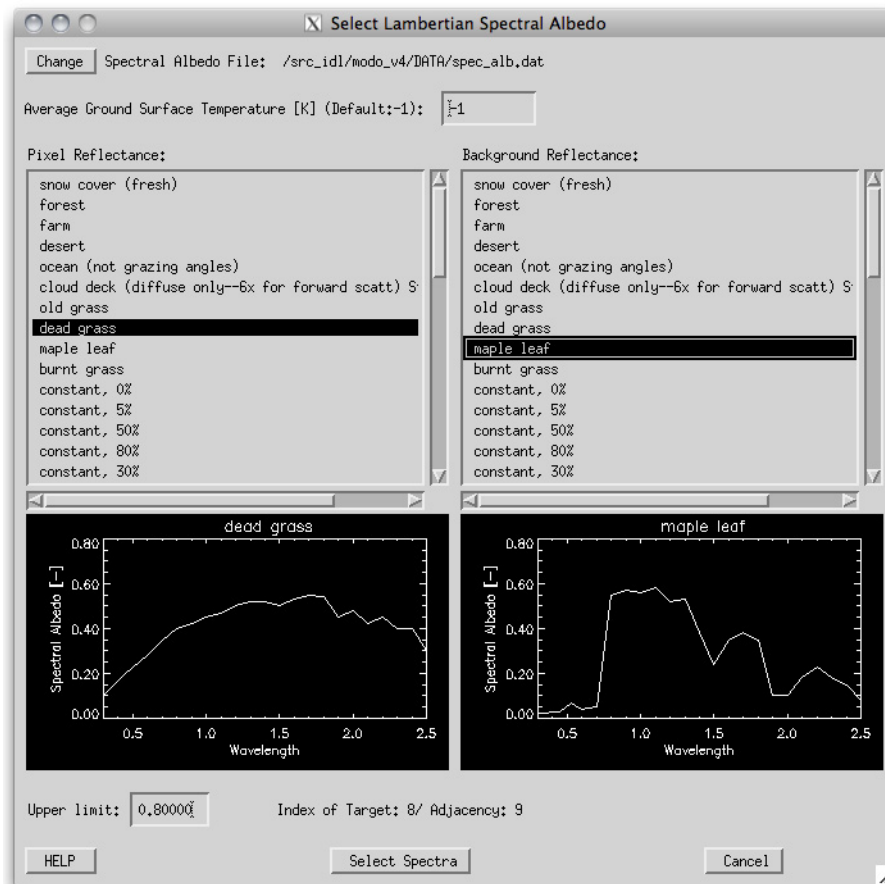 X Select Lambertian Spectral Albedo
Change Spectral Albedo File: /src_idl/modo_v4/DATA/spec_alb.dat
Average Ground Surface Temperature [K] (Default:-1): -1
Pixel Reflectance:
snow cover (fresh)
forest
farm
desert
ocean (not grazing angles)
cloud deck (diffuse only--6x for forward scatt) S
old grass
dead grass
maple leaf
burnt grass
constant, 0%
constant, 5%
constant, 50%
constant, 80%
constant, 30%
Background Reflectance:
snow cover (fresh)
forest
farm
desert
ocean (not grazing angles)
cloud deck (diffuse only--6x for forward scatt) S
old grass
dead grass
maple leaf
burnt grass
constant, 0%
constant, 5%
constant, 50%
constant, 80%
constant, 30%
dead grass
0.80
0.60
0.40
0.20
0.00
Spectral Albedo [-]
0.5 1.0 1.5 2.0 2.5
Wavelength
maple leaf
0.80
0.60
0.40
0.20
0.00
Spectral Albedo [-]
0.5 1.0 1.5 2.0 2.5
Wavelength
Upper limit: 0.80000 Index of Target: 8/ Adjacency: 9
HELP Select Spectra Cancel